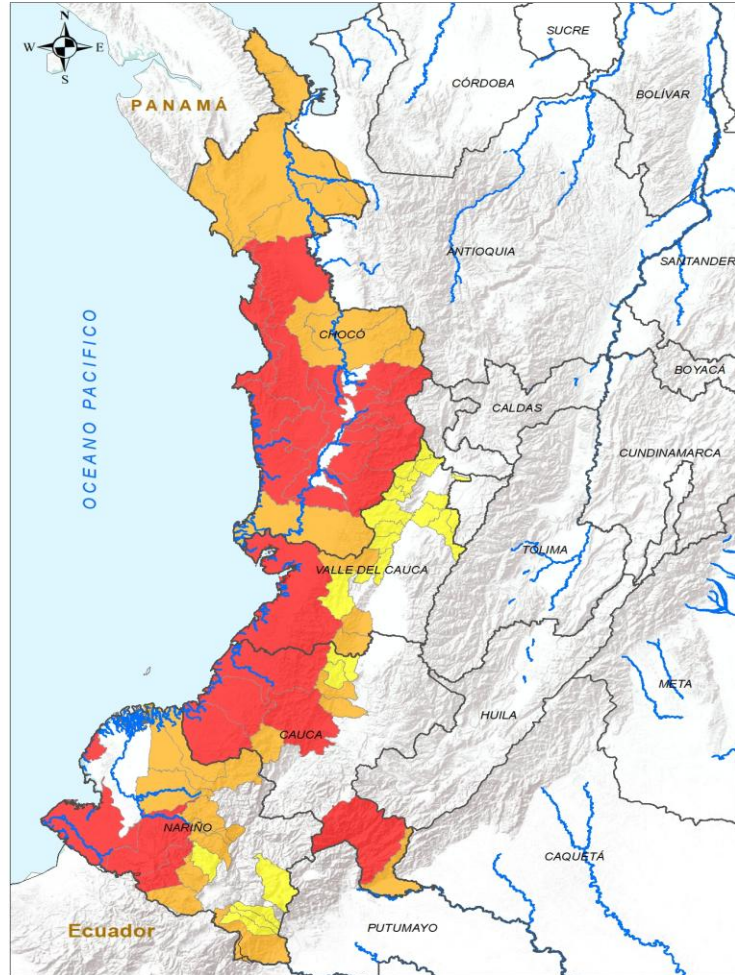 N
W E
S
SUCRE
CÓRDOBA
BOLÍVAR
PANAMÁ
ANTIOQUIA
SANTANDER
OCEANO PACIFICO
CHOCÓ
BOYACÁ
CALDAS
CUNDINAMARCA
TOLIMA
VALLE DEL CAUCA
META
HUILA
CAUCA
NARIÑO
CAQUETÁ
PUTUMAYO
Ecuador